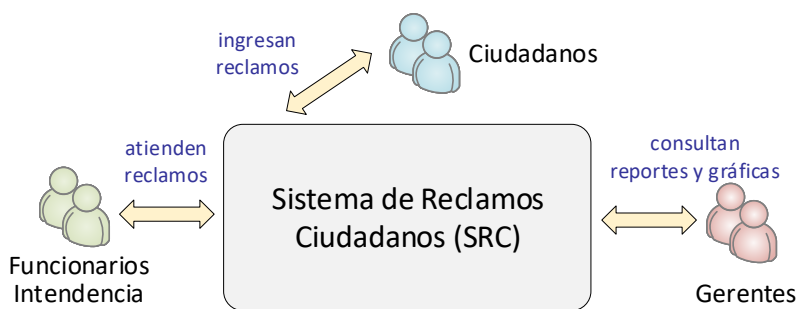 ingresan
reclamos
Ciudadanos
atienden
reclamos
consultan
reportes y gráficas
Sistema de Reclamos
Ciudadanos (SRC)
Funcionarios
Intendencia
Gerentes